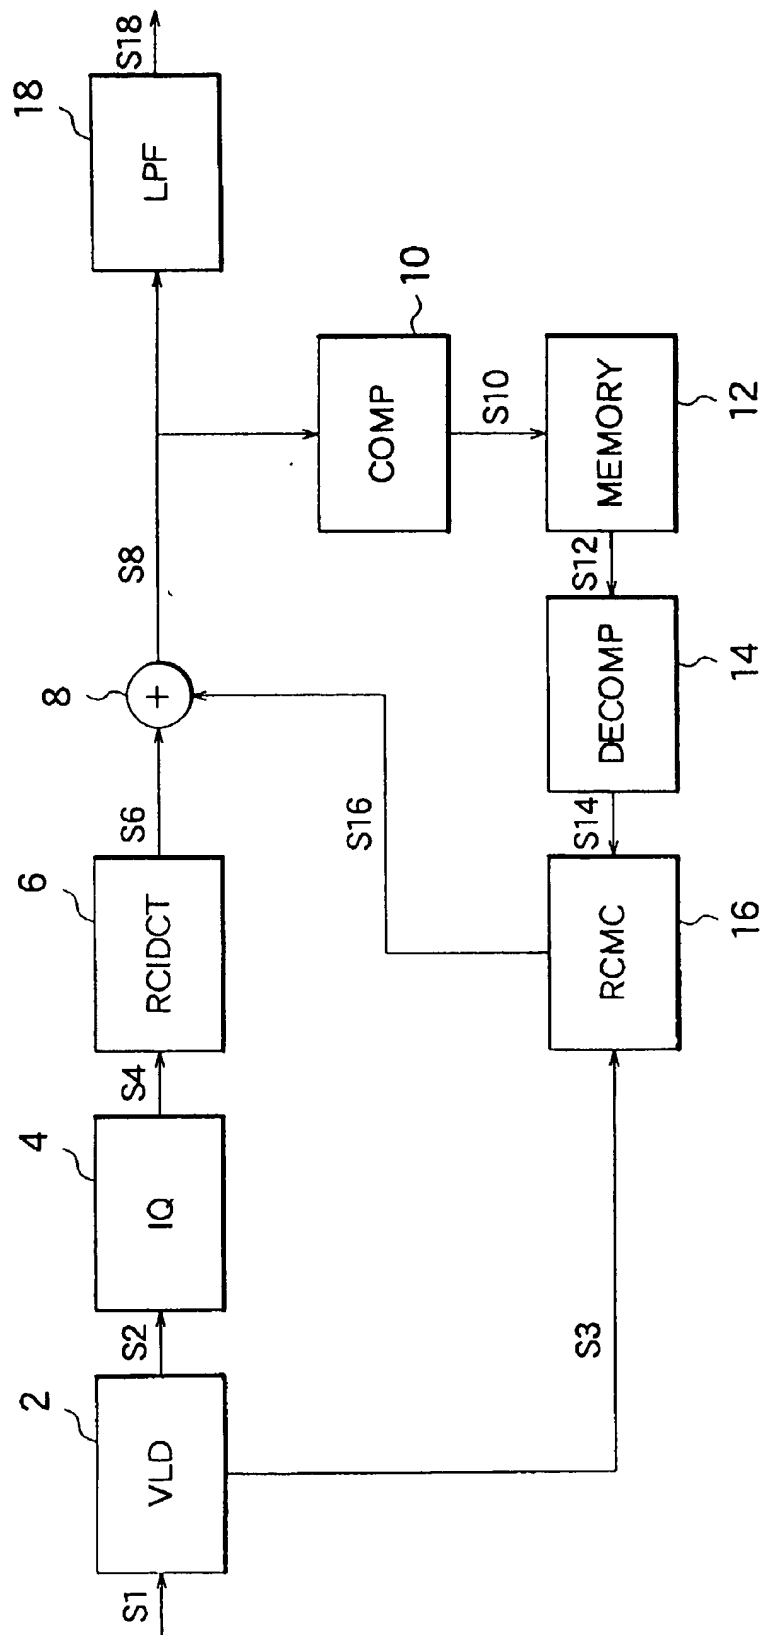 S1
VLD
2
S2
IQ
4
S4
RCIDCT
6
S6
+
8
S8
LPF
18
S18
COMP
10
S10
MEMORY
12
S12
DECOMP
14
S14
RCMC
16
S16
S3